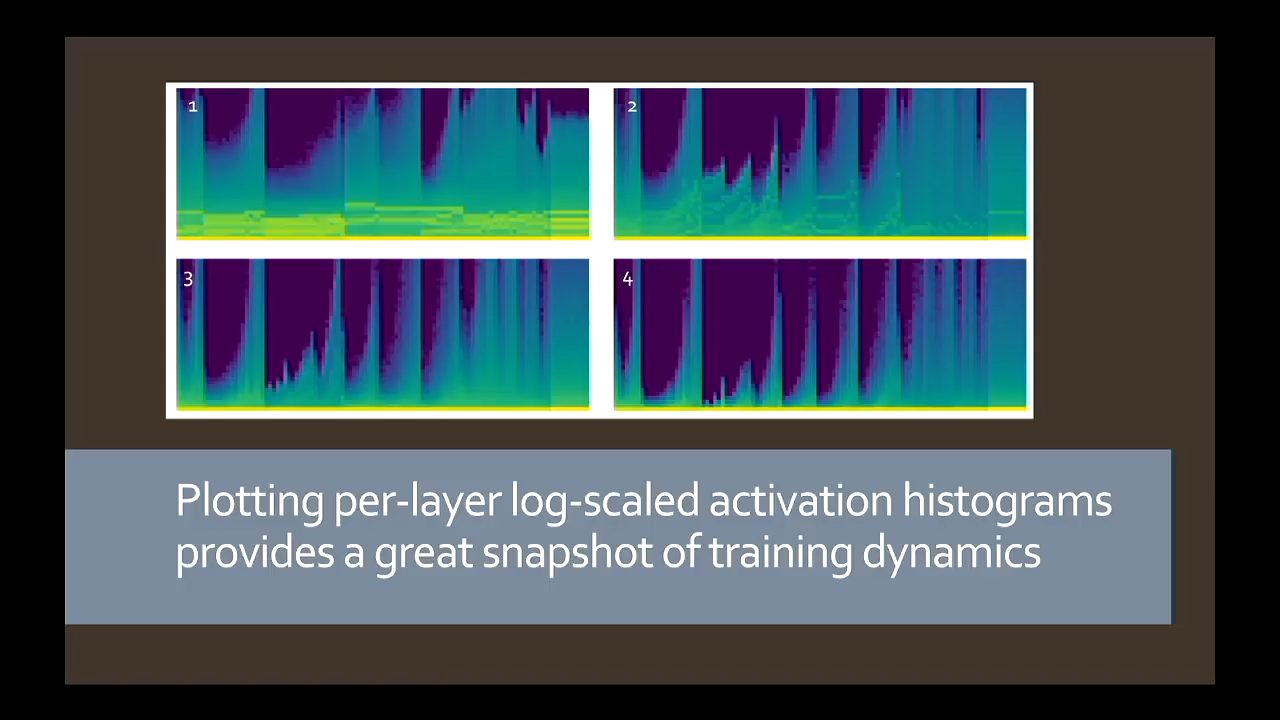 1
2
3
4
Plotting per-layer log-scaled activation histograms
provides a great snapshot of training dynamics